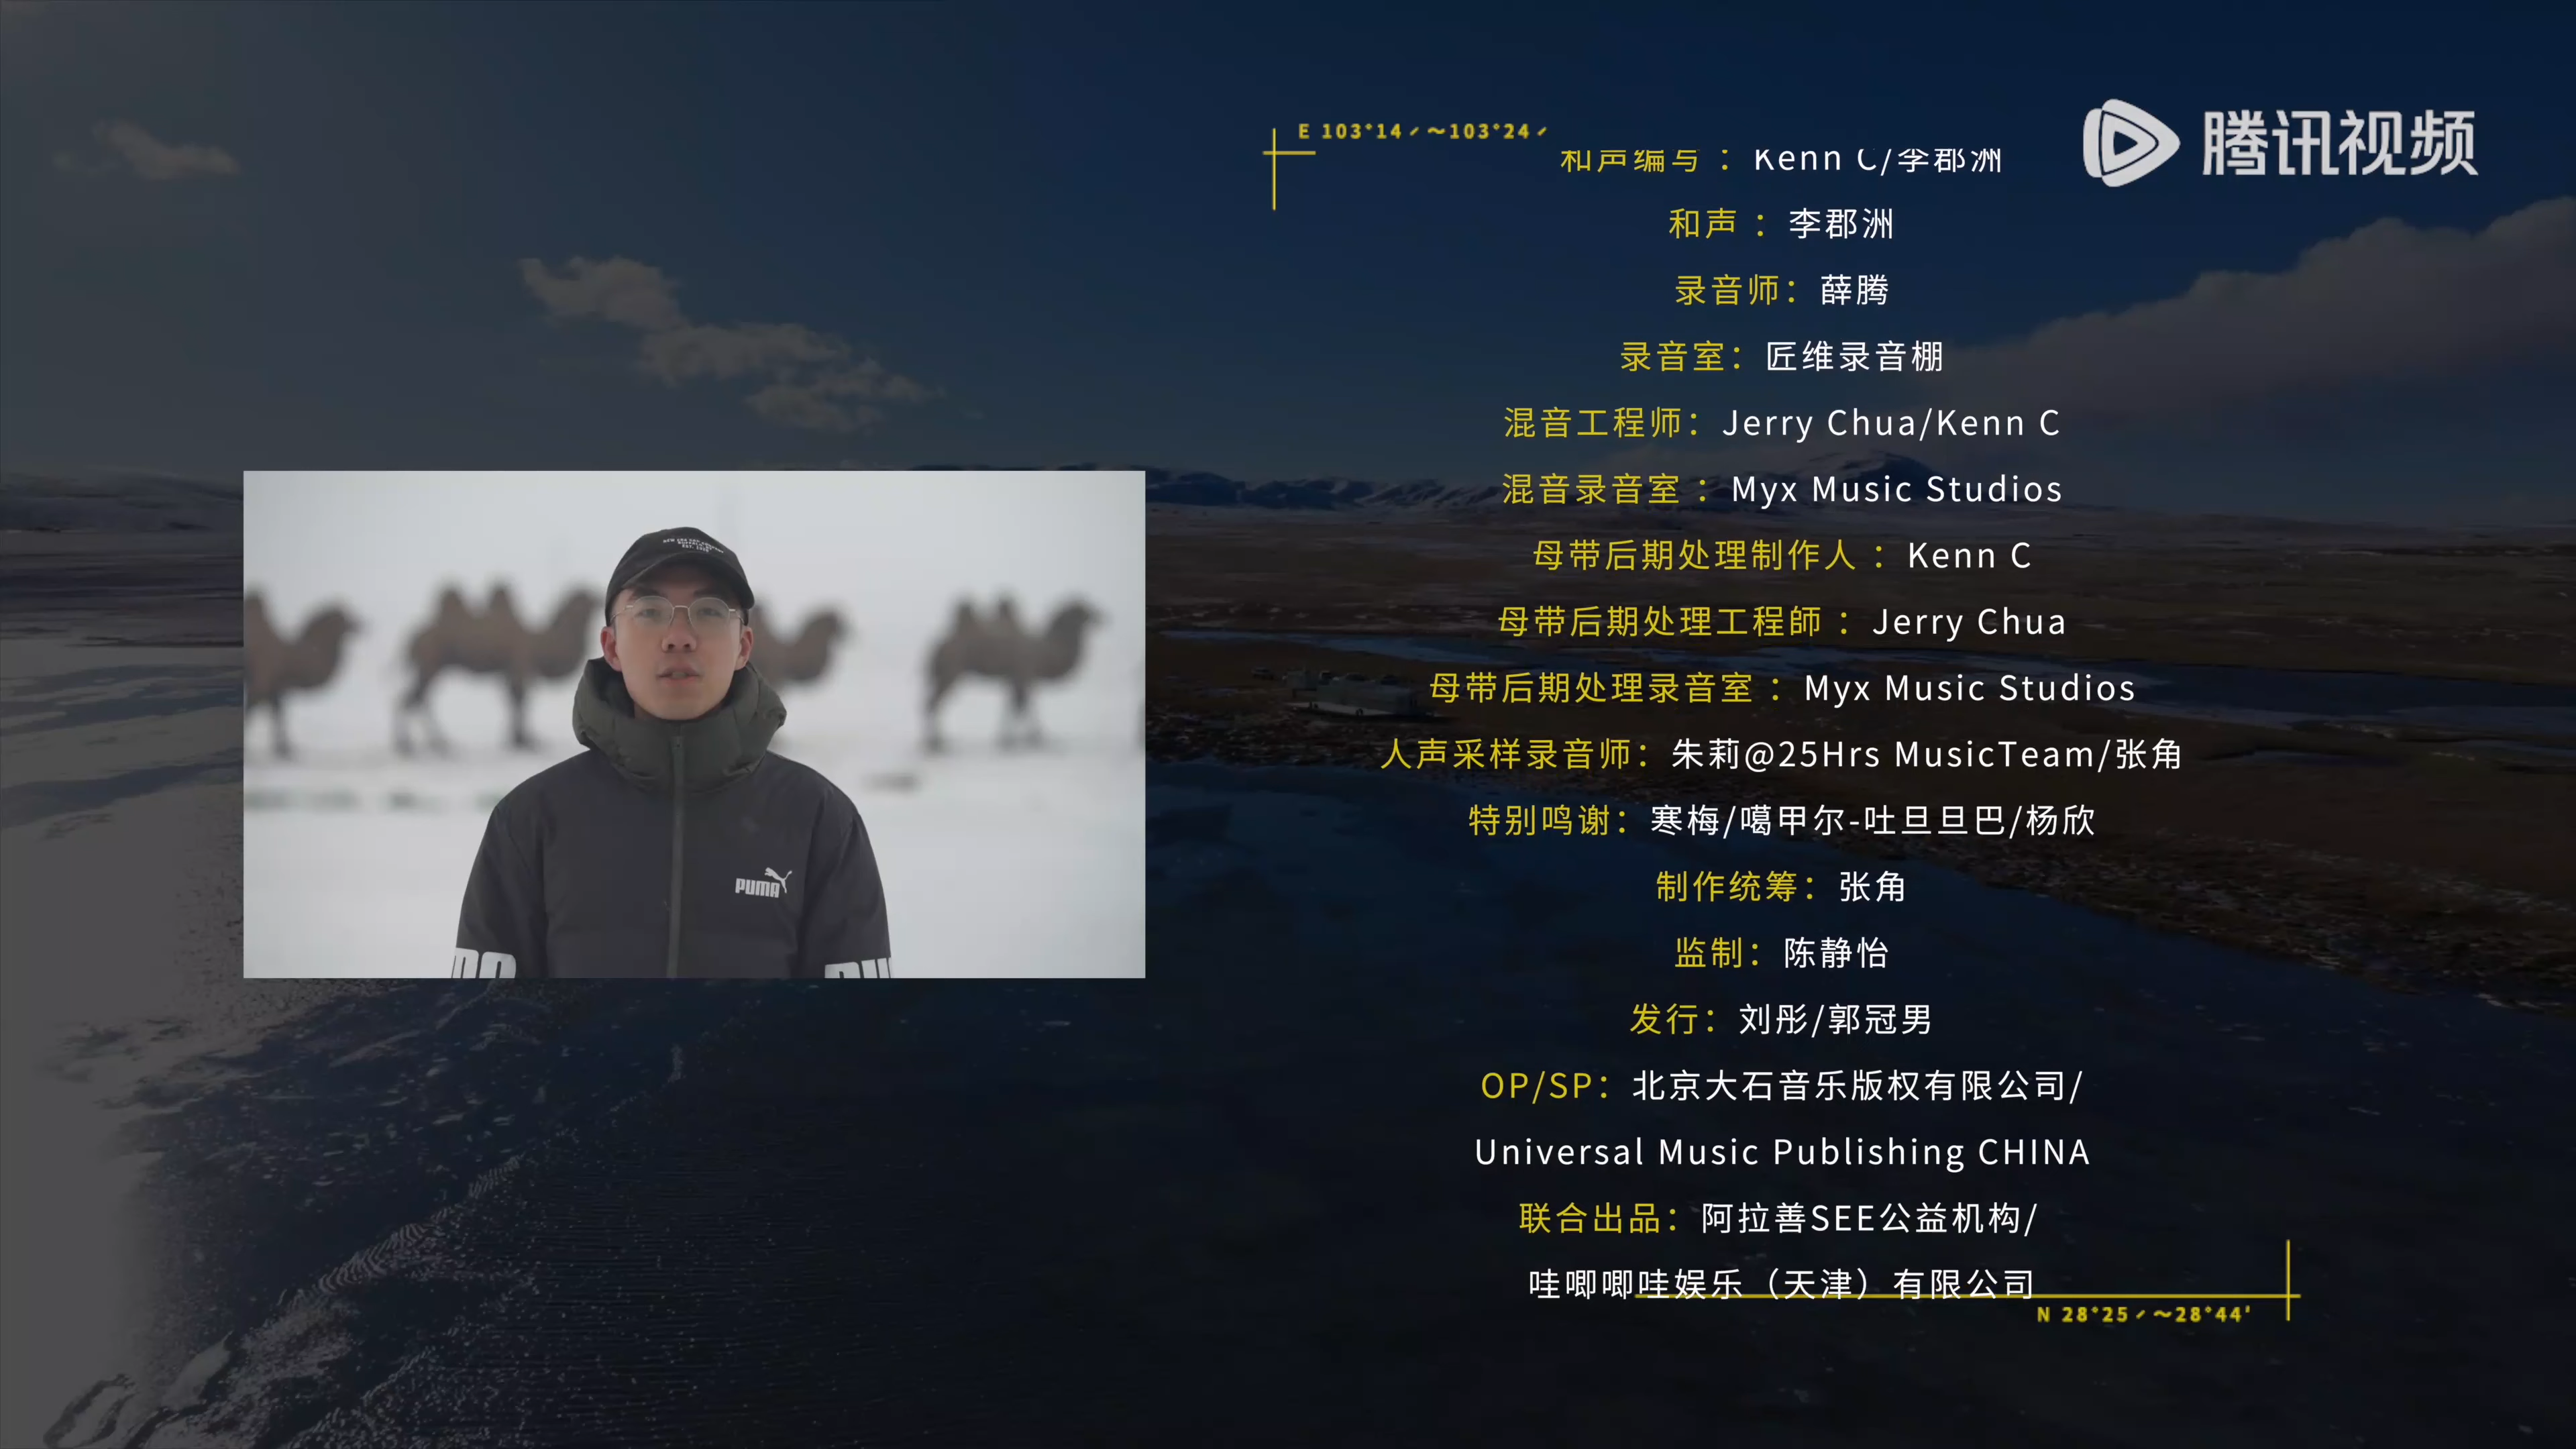 E 103°14′～103°24′
腾讯视频
和声编写 ： Kenn C/李郡洲
和声 ： 李郡洲
录音师：薛腾
录音室：匠维录音棚
混音工程师：Jerry Chua/Kenn C
混音录音室 ：Myx Music Studios
母带后期处理制作人 ：Kenn C
母带后期处理工程師 ：Jerry Chua
母带后期处理录音室 ：Myx Music Studios
人声采样录音师：朱莉@25Hrs MusicTeam/张角
特别鸣谢：寒梅/噶甲尔-吐旦旦巴/杨欣
制作统筹：张角
监制：陈静怡
发行：刘彤/郭冠男
OP/SP：北京大石音乐版权有限公司/
Universal Music Publishing CHINA
联合出品：阿拉善SEE公益机构/
哇唧唧哇娱乐（天津）有限公司
N 28°25′～28°44'
PUMA